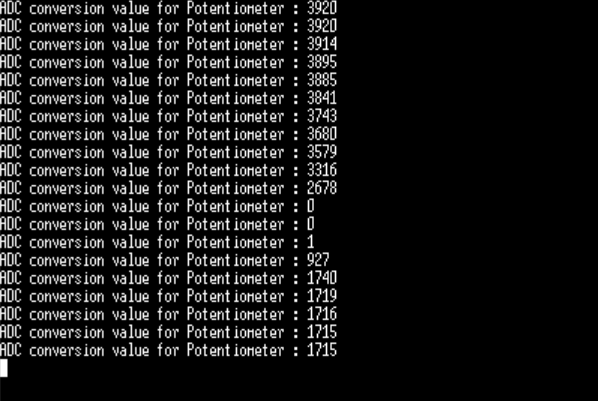 ADC conversion value for Potentiometer : 3920
ADC conversion value for Potentiometer : 3920
ADC conversion value for Potentiometer : 3914
ADC conversion value for Potentiometer : 3895
ADC conversion value for Potentiometer : 3885
ADC conversion value for Potentiometer : 3841
ADC conversion value for Potentiometer : 3743
ADC conversion value for Potentiometer : 3680
ADC conversion value for Potentiometer : 3579
ADC conversion value for Potentiometer : 3316
ADC conversion value for Potentiometer : 2678
ADC conversion value for Potentiometer : 0
ADC conversion value for Potentiometer : 0
ADC conversion value for Potentiometer : 1
ADC conversion value for Potentiometer : 927
ADC conversion value for Potentiometer : 1740
ADC conversion value for Potentiometer : 1719
ADC conversion value for Potentiometer : 1716
ADC conversion value for Potentiometer : 1715
ADC conversion value for Potentiometer : 1715